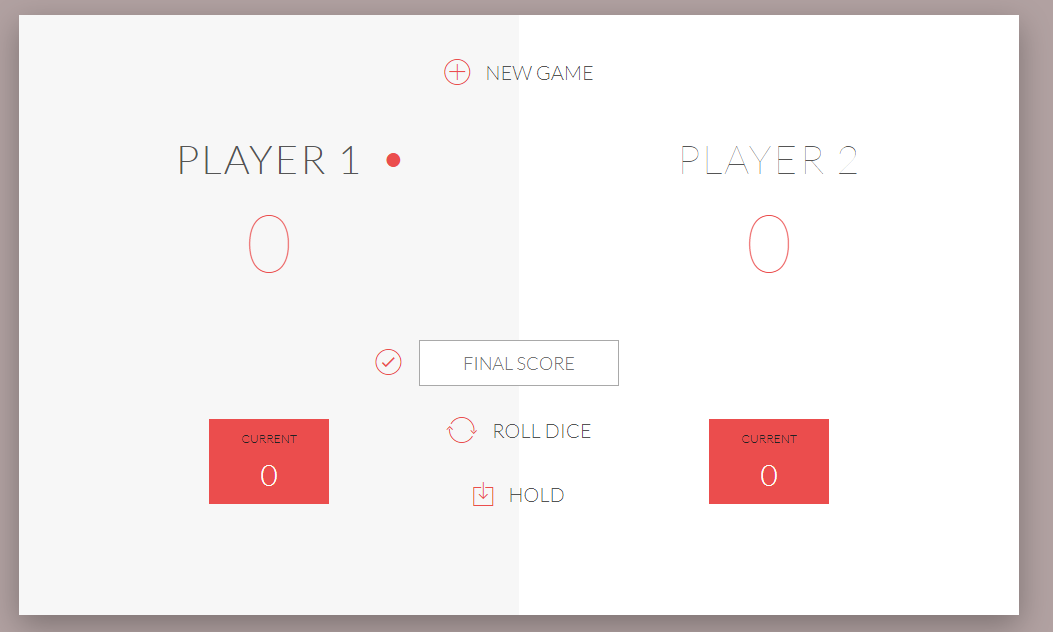 NEW GAME
PLAYER 1
PLAYER 2
0
0
FINAL SCORE
ROLL DICE
CURRENT
0
CURRENT
0
HOLD